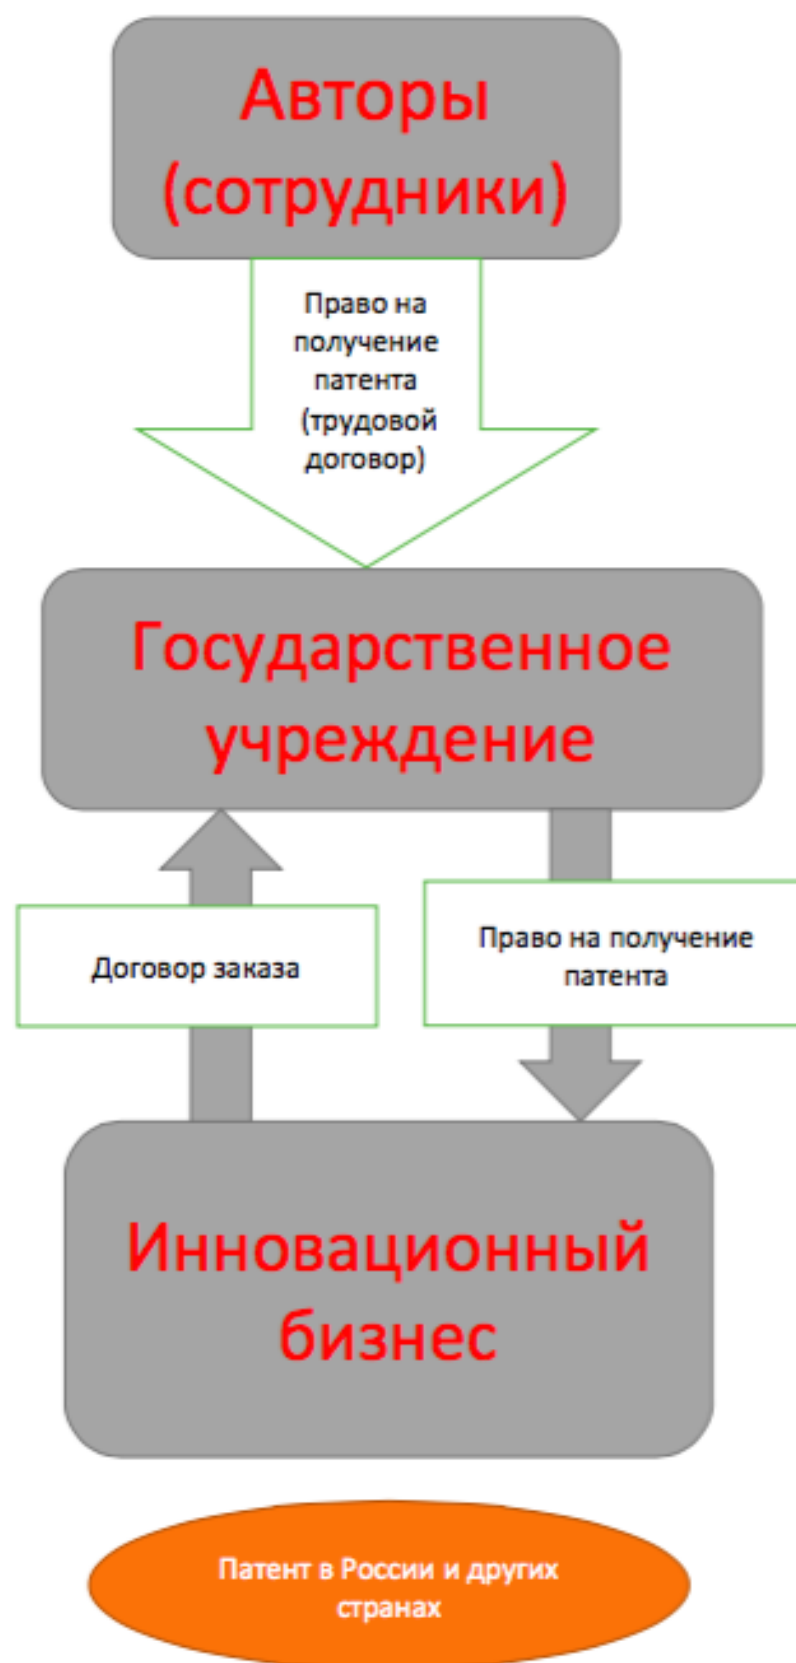 Авторы
(сотрудники)
Право на
получение
патента
(трудовой
договор)
Государственное
учреждение
Договор заказа
Право на получение
патента
Инновационный
бизнес
Патент в России и других
странах